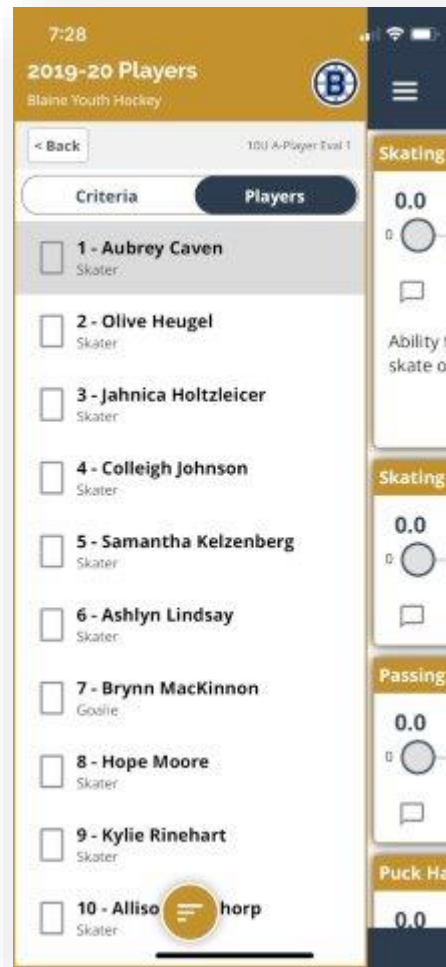 7:28
2019-20 Players
Blaine Youth Hockey
B
< Back
10U A-Player Eval 1
Criteria
Players
1 - Aubrey Caven
Skater
2 - Olive Heugel
Skater
3 - Jahnica Holtzleicer
Skater
4 - Colleigh Johnson
Skater
5 - Samantha Kelzenberg
Skater
6 - Ashlyn Lindsay
Skater
7 - Brynn MacKinnon
Goalie
8 - Hope Moore
Skater
9 - Kylie Rinehart
Skater
10 - Alliso horp
Skater
Skating
0.0
0
Ability
skate o
Skating
0.0
0
Passing
0.0
0
Puck Ha
0.0